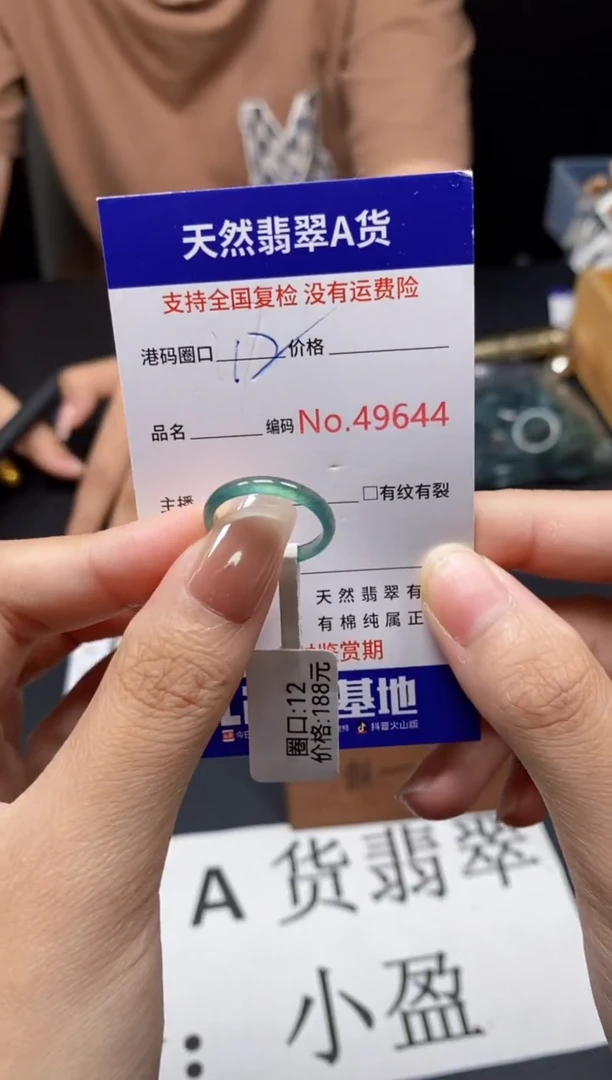 天然翡翠A货
支持全国复检 没有运费险
港码圈口 12 价格
品名 编码 No.49644
主播 □有纹有裂
天然翡翠有
有棉纯属正
鉴赏期
基地
抖音火山版
圈口:12
价格:188元
A 货翡翠
: 小盈